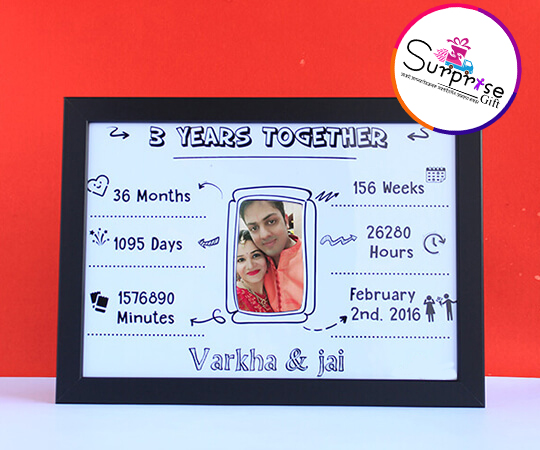 Surprise
Gift
3 YEARS TOGETHER
36 Months
156 Weeks
1095 Days
26280
Hours
1576890
Minutes
February
2nd. 2016
Varkha & jai